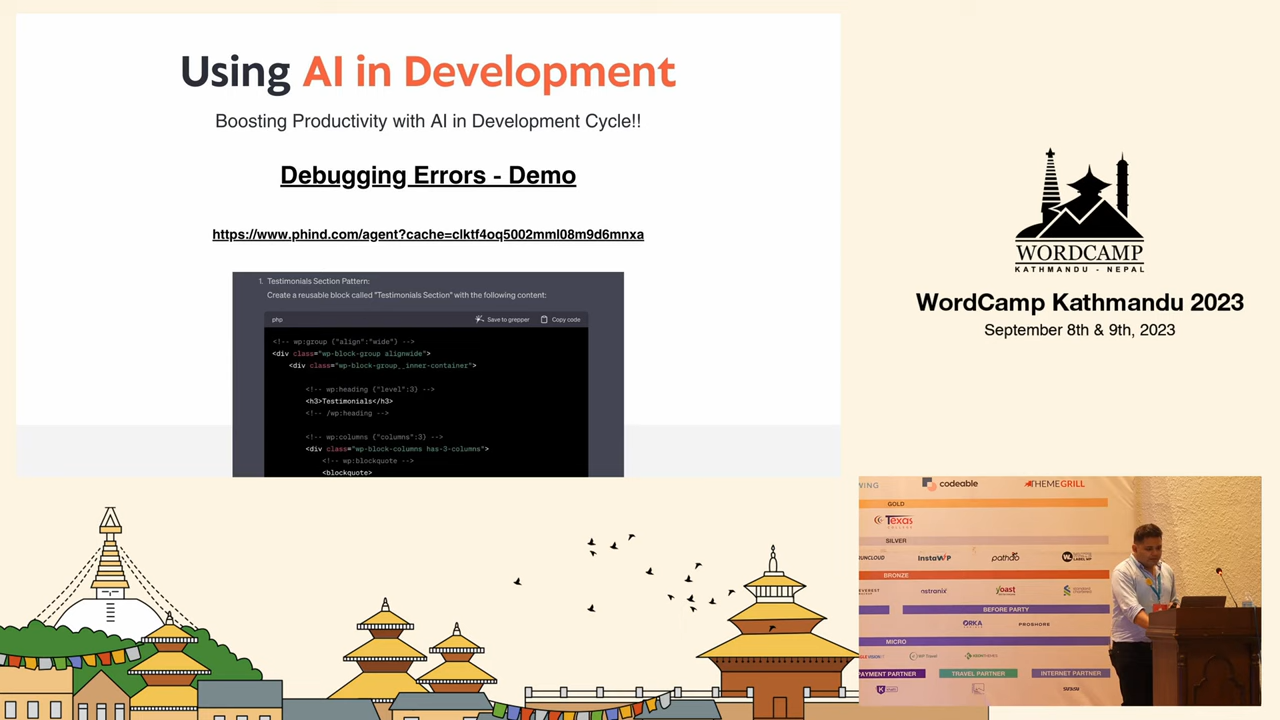 Using AI in Development
Boosting Productivity with AI in Development Cycle!!
Debugging Errors - Demo
https://www.phind.com/agent?cache=clktf4oq5002mml08m9d6mnxa
1. Testimonials Section Pattern:
Create a reusable block called "Testimonials Section" with the following content:
php Save to grepper Copy code
<!-- wp:group {"align":"wide"} -->
<div class="wp-block-group alignwide">
<div class="wp-block-group__inner-container">
<!-- wp:heading {"level":3} -->
<h3>Testimonials</h3>
<!-- /wp:heading -->
<!-- wp:columns {"columns":3} -->
<div class="wp-block-columns has-3-columns">
<!-- wp:blockquote -->
<blockquote>
WORDCAMP
KATHMANDU - NEPAL
WordCamp Kathmandu 2023
September 8th & 9th, 2023
codeable THEMEGRILL
GOLD
Texas
SILVER
InstaWP pathao
BRONZE
yoast
BEFORE PARTY
ORKA PROSHORE
MICRO
PAYMENT PARTNER TRAVEL PARTNER INTERNET PARTNER